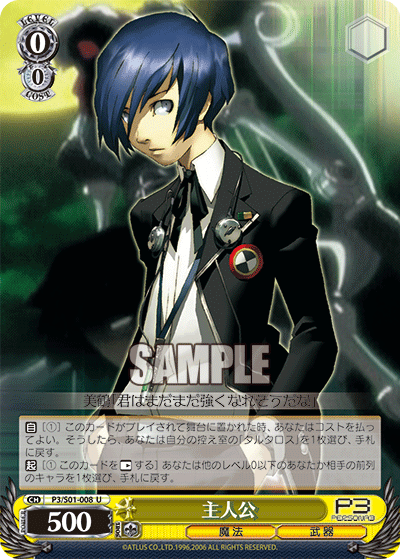 LEVEL
0
0
COST
SAMPLE
美鶴「君はまだまだ強くなれそうだな」
自【①】このカードがプレイされて舞台に置かれた時、あなたはコストを払っ
てよい。そうしたら、あなたは自分の控え室の「タルタロス」を1枚選び、手札
に戻す。
起【①このカードを[]する】あなたは他のレベル0以下のあなたか相手の前列
のキャラを1枚選び、手札に戻す。
CH P3/S01-008 U
500
主人公
魔法 武器
P3
PERSONA3
©ATLUS CO.,LTD.1996,2006 ALL RIGHTS RESERVED.